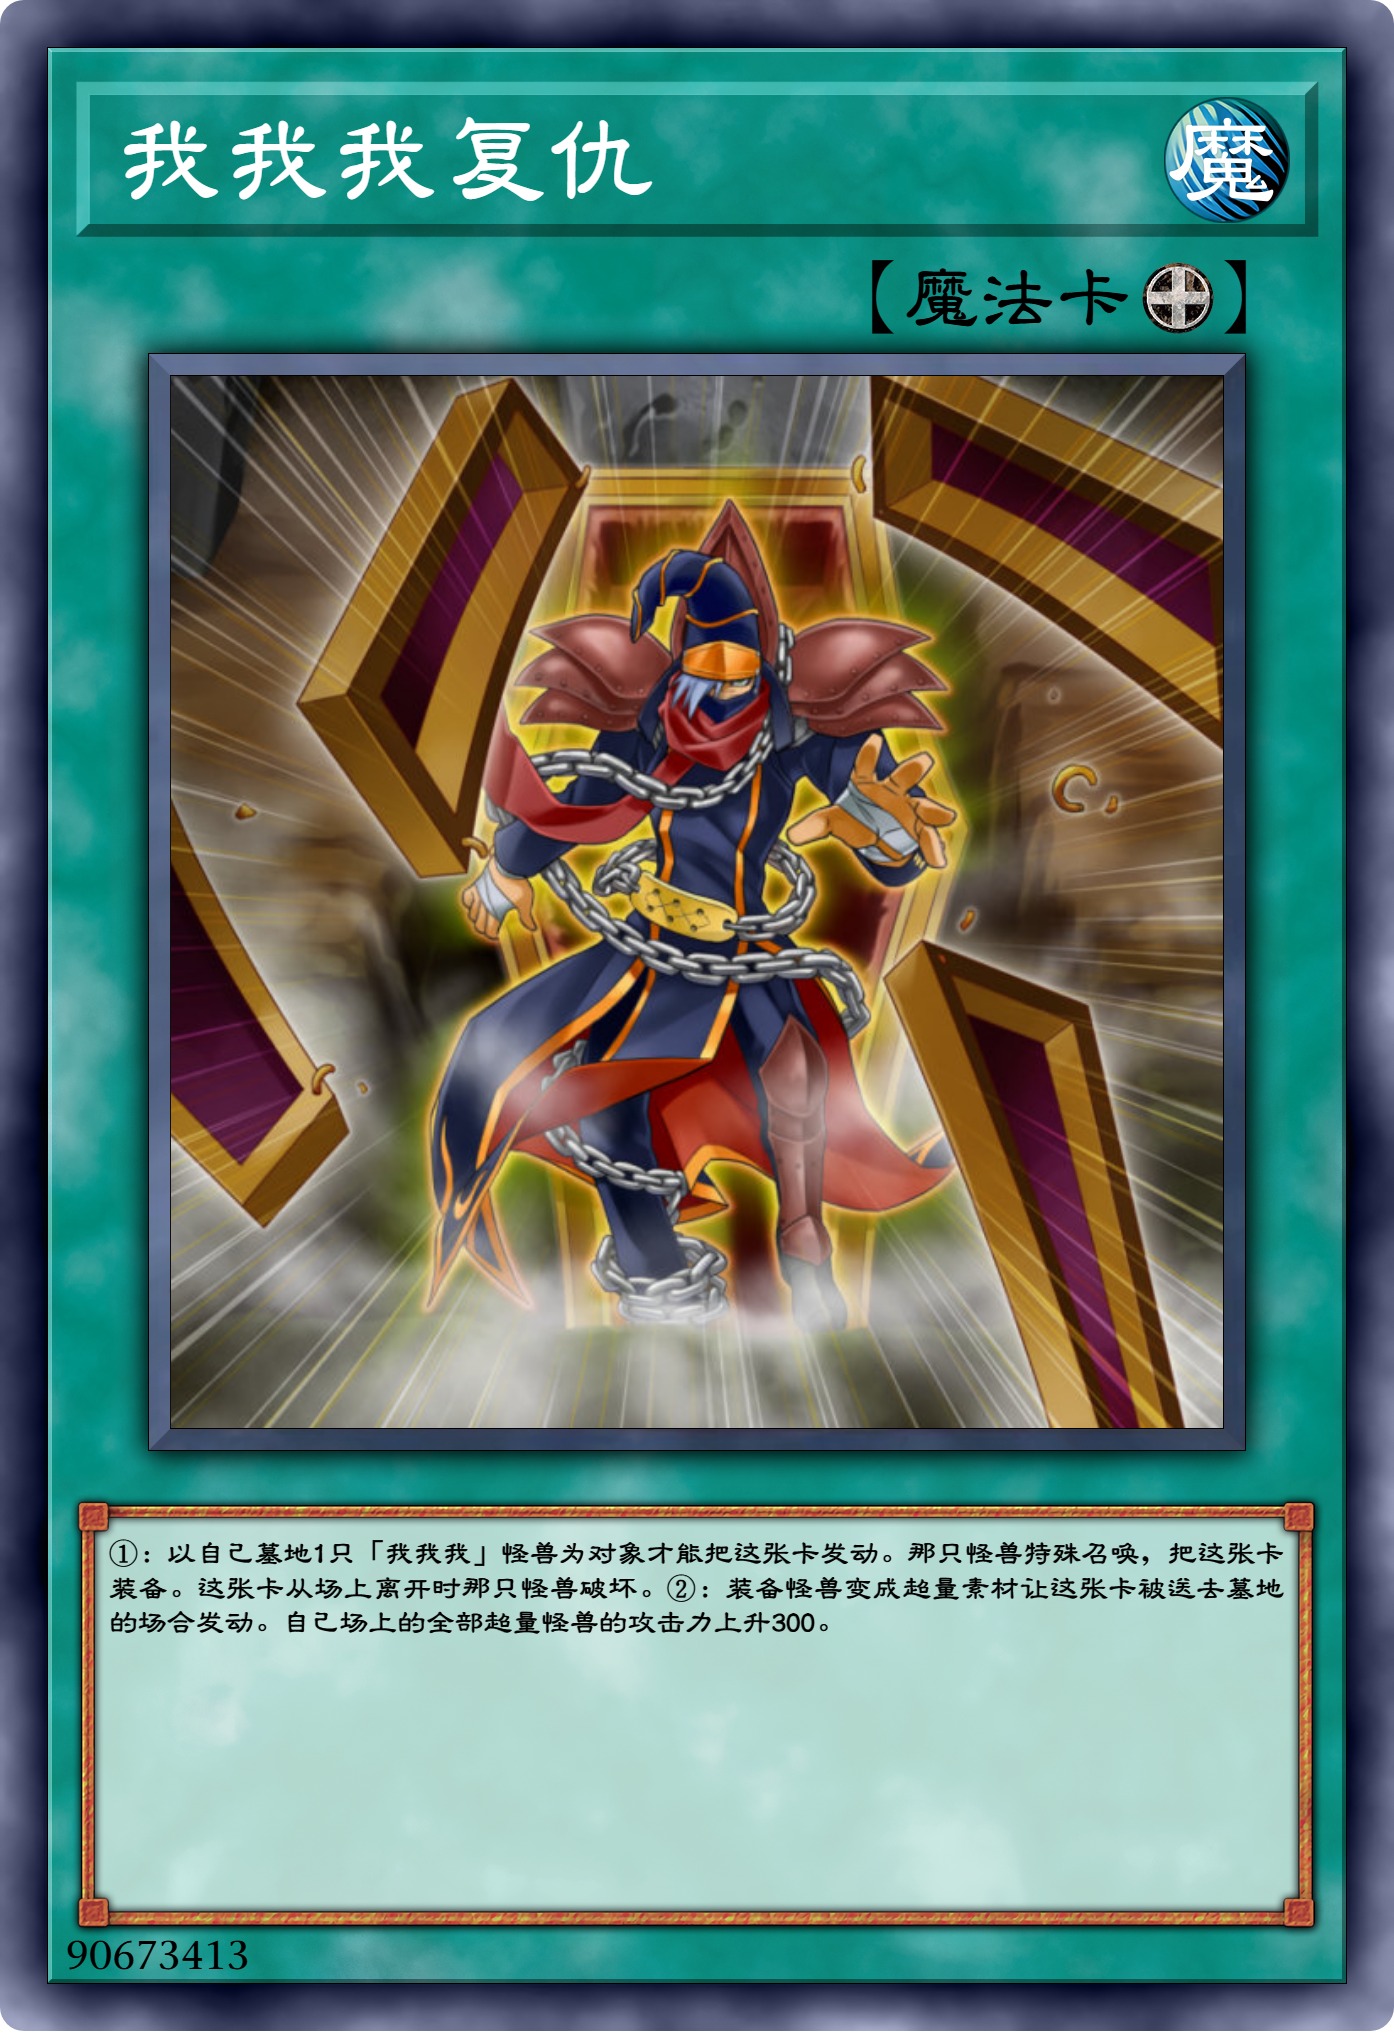 我我我复仇
魔
【魔法卡】
①：以自己墓地1只「我我我」怪兽为对象才能把这张卡发动。那只怪兽特殊召唤，把这张卡
装备。这张卡从场上离开时那只怪兽破坏。②：装备怪兽变成超量素材让这张卡被送去墓地
的场合发动。自己场上的全部超量怪兽的攻击力上升300。
90673413